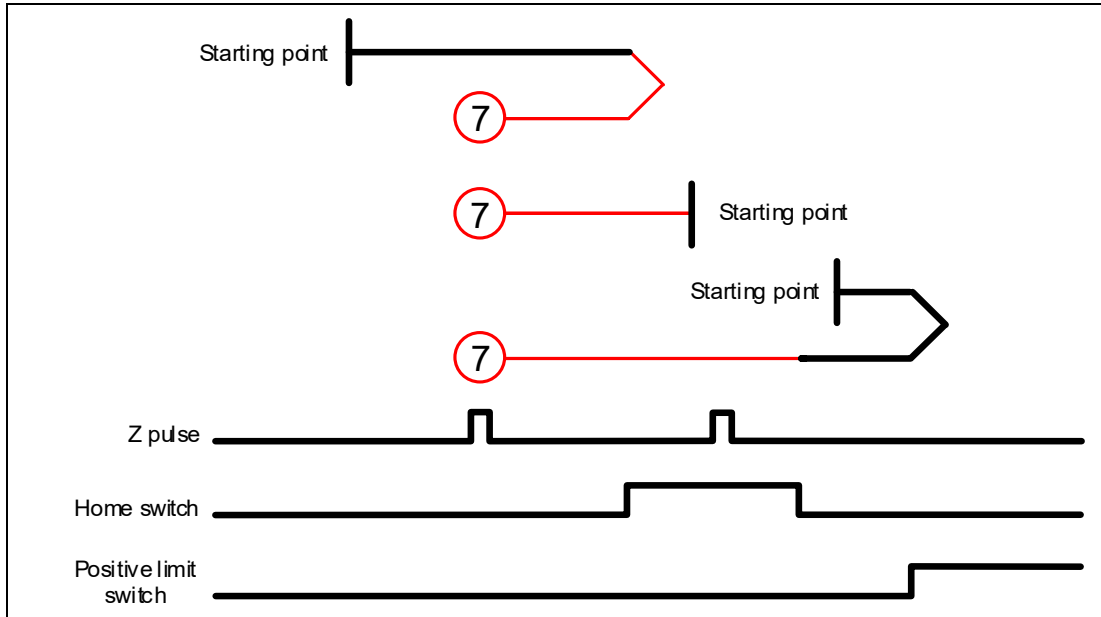 Starting point
7
7
Starting point
Starting point
7
Z pulse
Home switch
Positive limit
switch